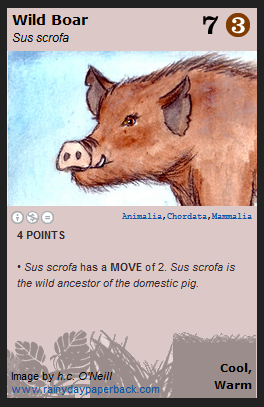 Wild Boar 7 3
Sus scrofa
Animalia,Chordata,Mammalia
4 POINTS
• Sus scrofa has a MOVE of 2. Sus scrofa is
the wild ancestor of the domestic pig.
Cool,
Warm
Image by h.c. O'Neill
www.rainydaypaperback.com